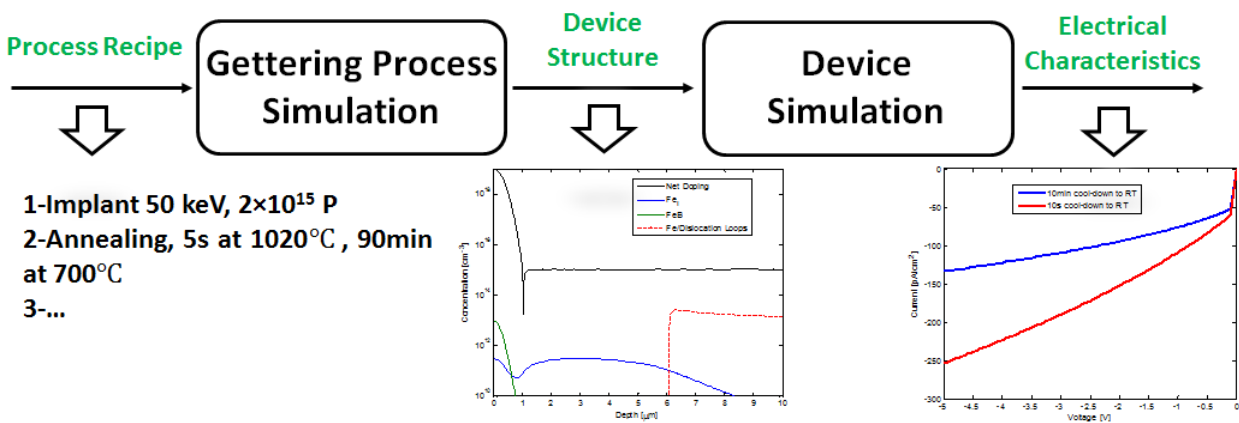 Process Recipe
Gettering Process
Simulation
Device
Structure
Device
Simulation
Electrical
Characteristics
1-Implant 50 keV, 2×10¹⁵ P
2-Annealing, 5s at 1020℃ , 90min
at 700℃
3-...
Net Doping
Feᵢ
FeB
Fe/Dislocation Loops
Concentration [cm⁻³]
0 1 2 3 4 5 6 7 8 9 10
Depth [μm]
10min cool-down to RT
10s cool-down to RT
0
-50
-100
-150
-200
-250
-300
Current [pA/cm²]
-5 -4.5 -4 -3.5 -3 -2.5 -2 -1.5 -1 -0.5 0
Voltage [V]